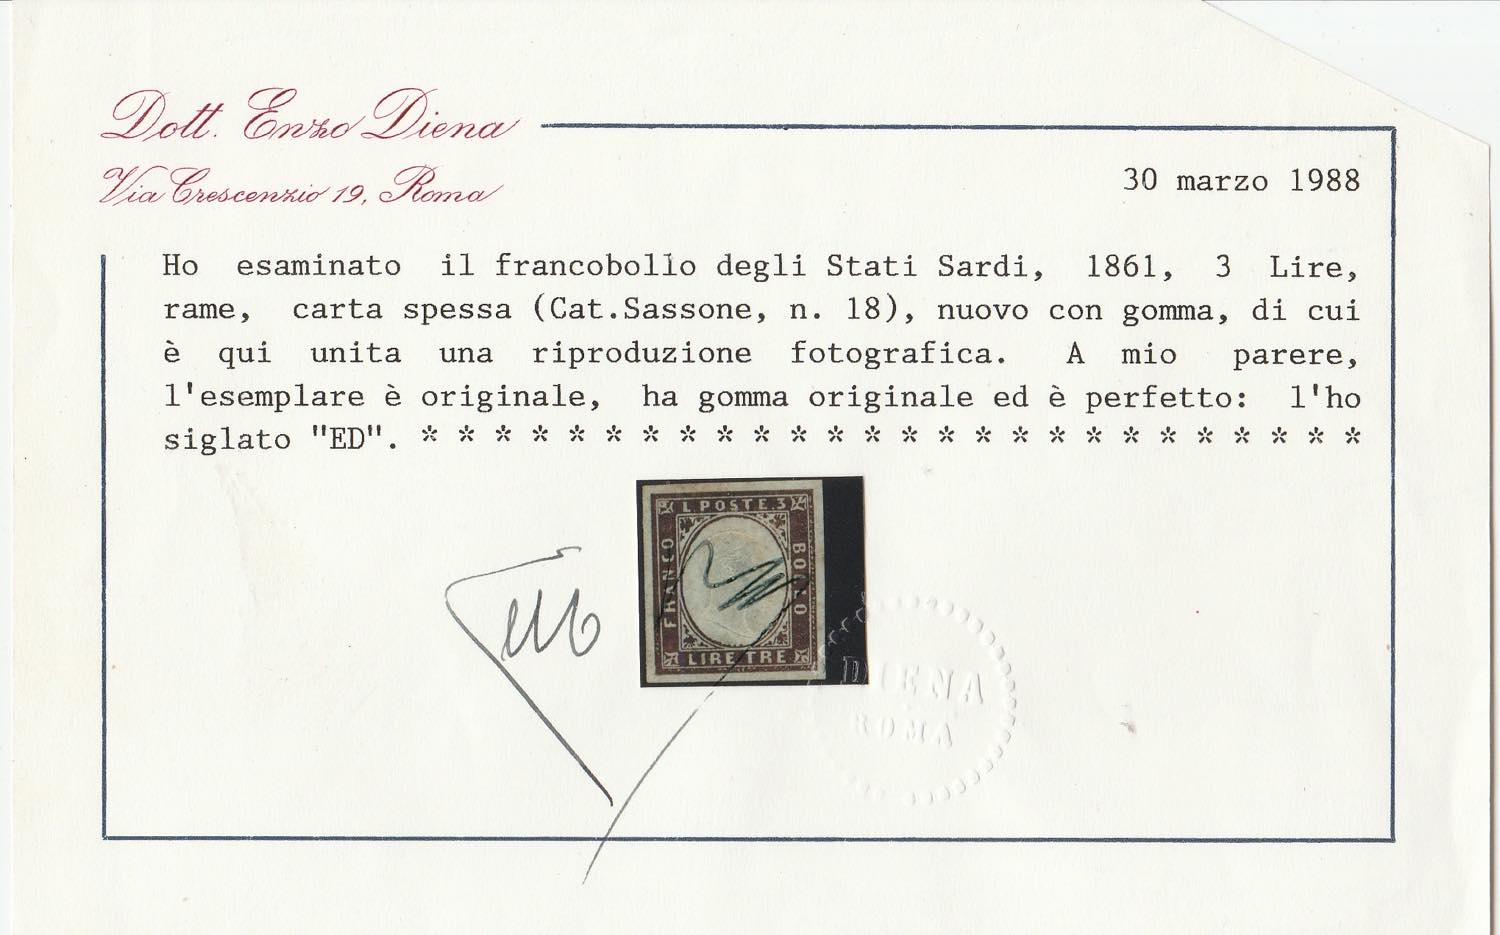 Dott. Enzo Diena
Via Crescenzio 19, Roma
30 marzo 1988
Ho esaminato il francobollo degli Stati Sardi, 1861, 3 Lire,
rame, carta spessa (Cat.Sassone, n. 18), nuovo con gomma, di cui
è qui unita una riproduzione fotografica. A mio parere,
l'esemplare è originale, ha gomma originale ed è perfetto: l'ho
siglato "ED". * * * * * * * * * * * * * * * * * * * * * * * * * *
L. POSTE. 3
FRANCO
BOLLO
LIRE TRE
DIENA
ROMA